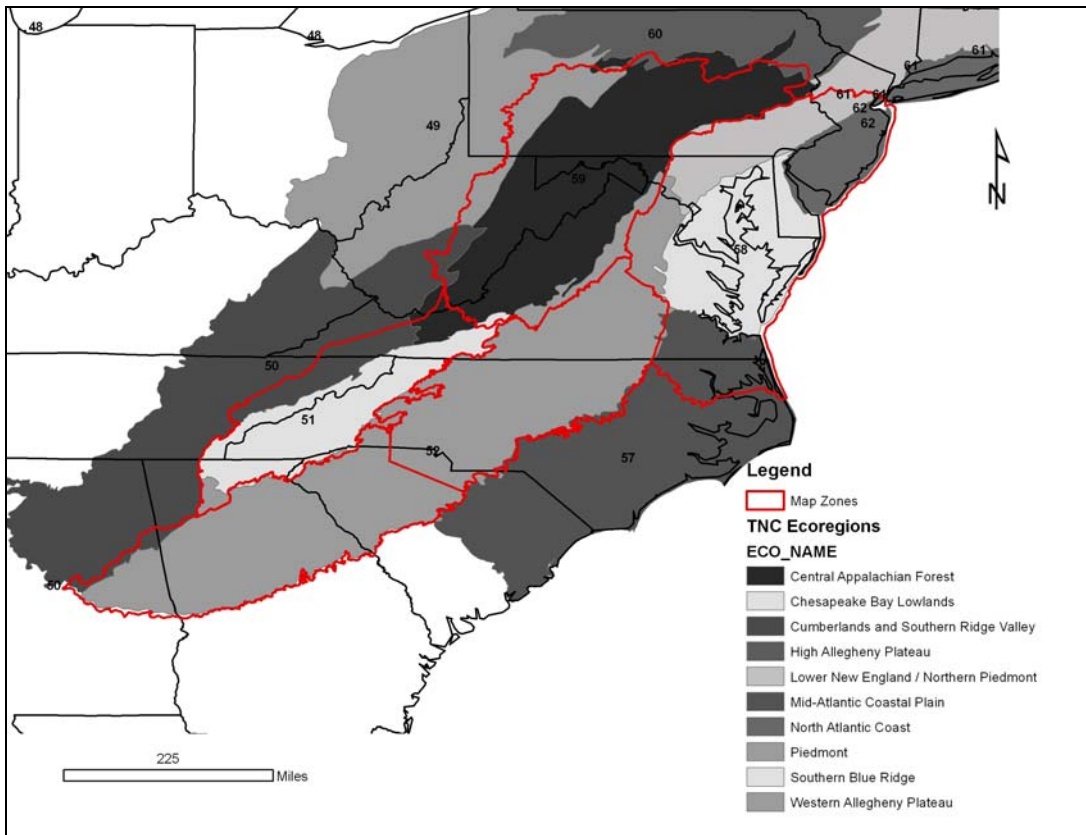 48
48
60
61
61
61
62
62
49
59
58
50
51
52
57
50
N
Legend
Map Zones
TNC Ecoregions
ECO_NAME
Central Appalachian Forest
Chesapeake Bay Lowlands
Cumberlands and Southern Ridge Valley
High Allegheny Plateau
Lower New England / Northern Piedmont
Mid-Atlantic Coastal Plain
North Atlantic Coast
Piedmont
Southern Blue Ridge
Western Allegheny Plateau
225
Miles